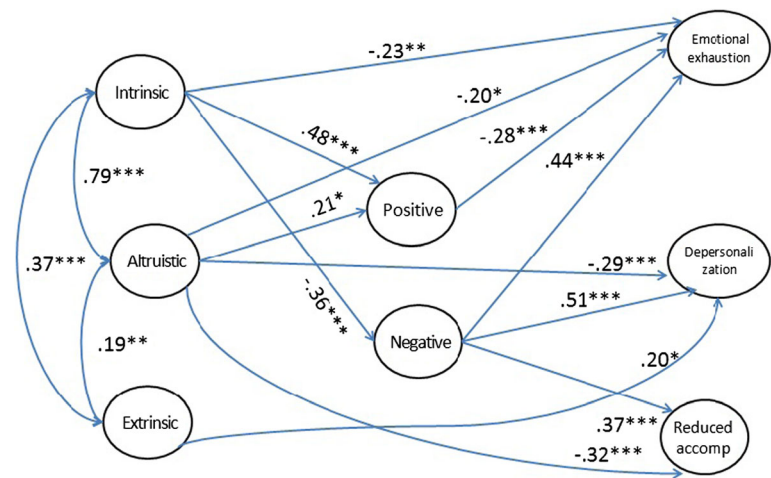 Emotional
exhaustion
-.23**
Intrinsic
-.20*
.48***
-.28***
.79***
.44***
.21*
Positive
.37***
Altruistic
-.29***
Depersonali
zation
-.36***
.51***
.19**
Negative
.20*
Extrinsic
.37***
Reduced
accomp
-.32***